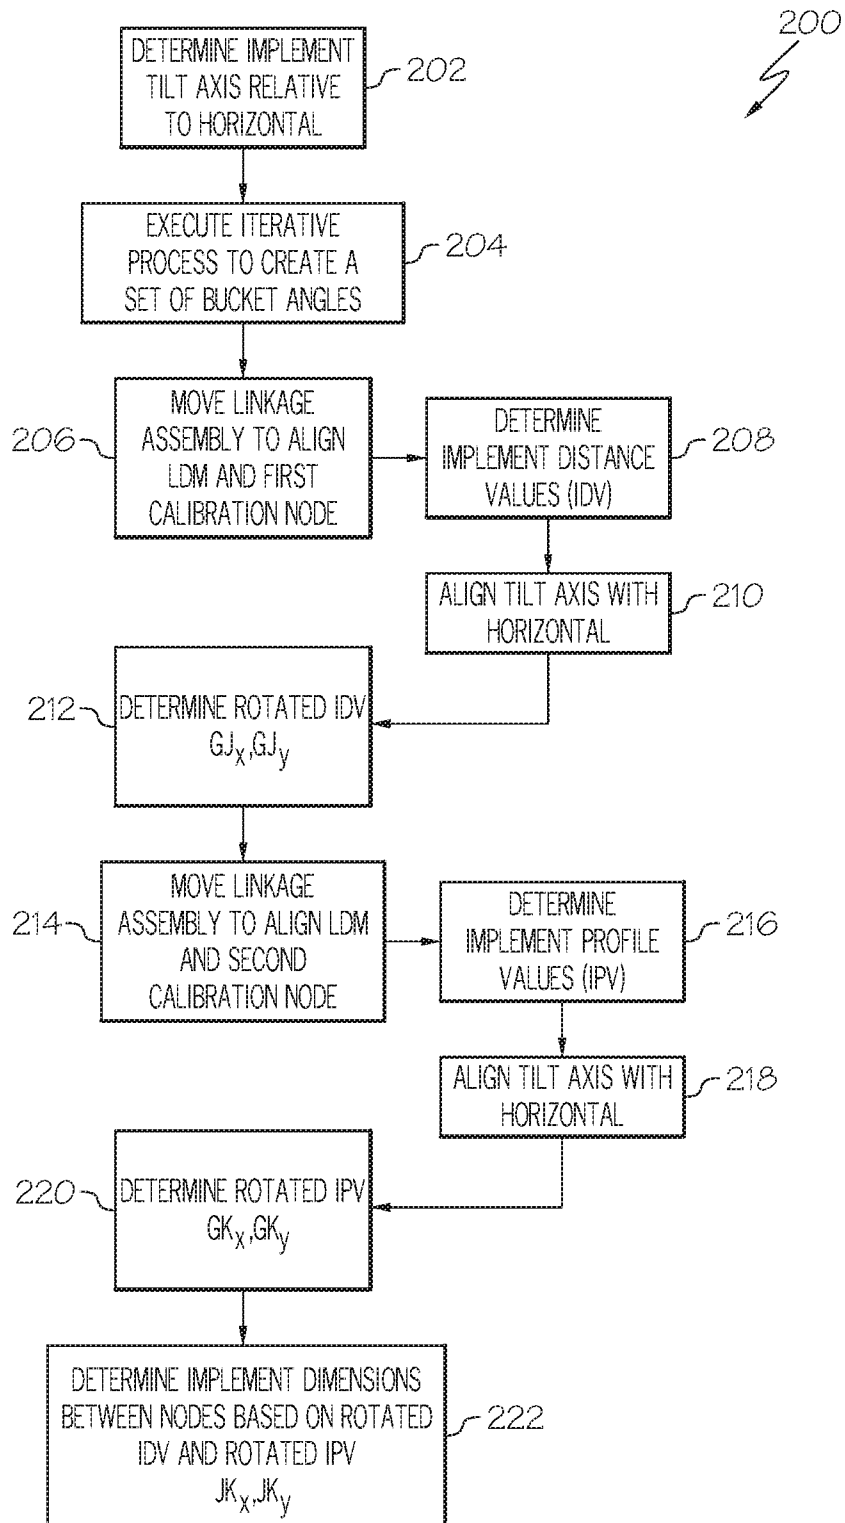 200
DETERMINE IMPLEMENT
TILT AXIS RELATIVE
TO HORIZONTAL
202
EXECUTE ITERATIVE
PROCESS TO CREATE A
SET OF BUCKET ANGLES
204
MOVE LINKAGE
ASSEMBLY TO ALIGN
LDM AND FIRST
CALIBRATION NODE
206
DETERMINE
IMPLEMENT DISTANCE
VALUES (IDV)
208
ALIGN TILT AXIS WITH
HORIZONTAL
210
DETERMINE ROTATED IDV
GJx,GJy
212
MOVE LINKAGE
ASSEMBLY TO ALIGN LDM
AND SECOND
CALIBRATION NODE
214
DETERMINE
IMPLEMENT PROFILE
VALUES (IPV)
216
ALIGN TILT AXIS WITH
HORIZONTAL
218
DETERMINE ROTATED IPV
GKx,GKy
220
DETERMINE IMPLEMENT DIMENSIONS
BETWEEN NODES BASED ON ROTATED
IDV AND ROTATED IPV
JKx,JKy
222